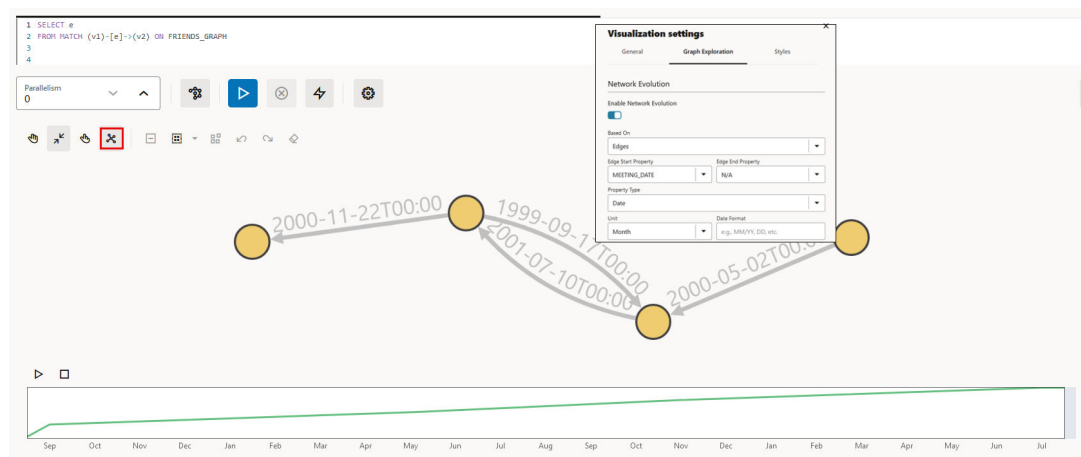 1 SELECT e
2 FROM MATCH (v1)-[e]->(v2) ON FRIENDS_GRAPH
3
4
Parallelism
0
Visualization settings
×
General Graph Exploration Styles
Network Evolution
Enable Network Evolution
Based On
Edges
Edge Start Property Edge End Property
MEETING_DATE N/A
Property Type
Date
Unit Date Format
Month e.g., MM/YY, DD, etc.
2000-11-22T00:00
1999-09-17T00:00
2001-07-10T00:00
2000-05-02T00:0
Sep Oct Nov Dec Jan Feb Mar Apr May Jun Jul Aug Sep Oct Nov Dec Jan Feb Mar Apr May Jun Jul